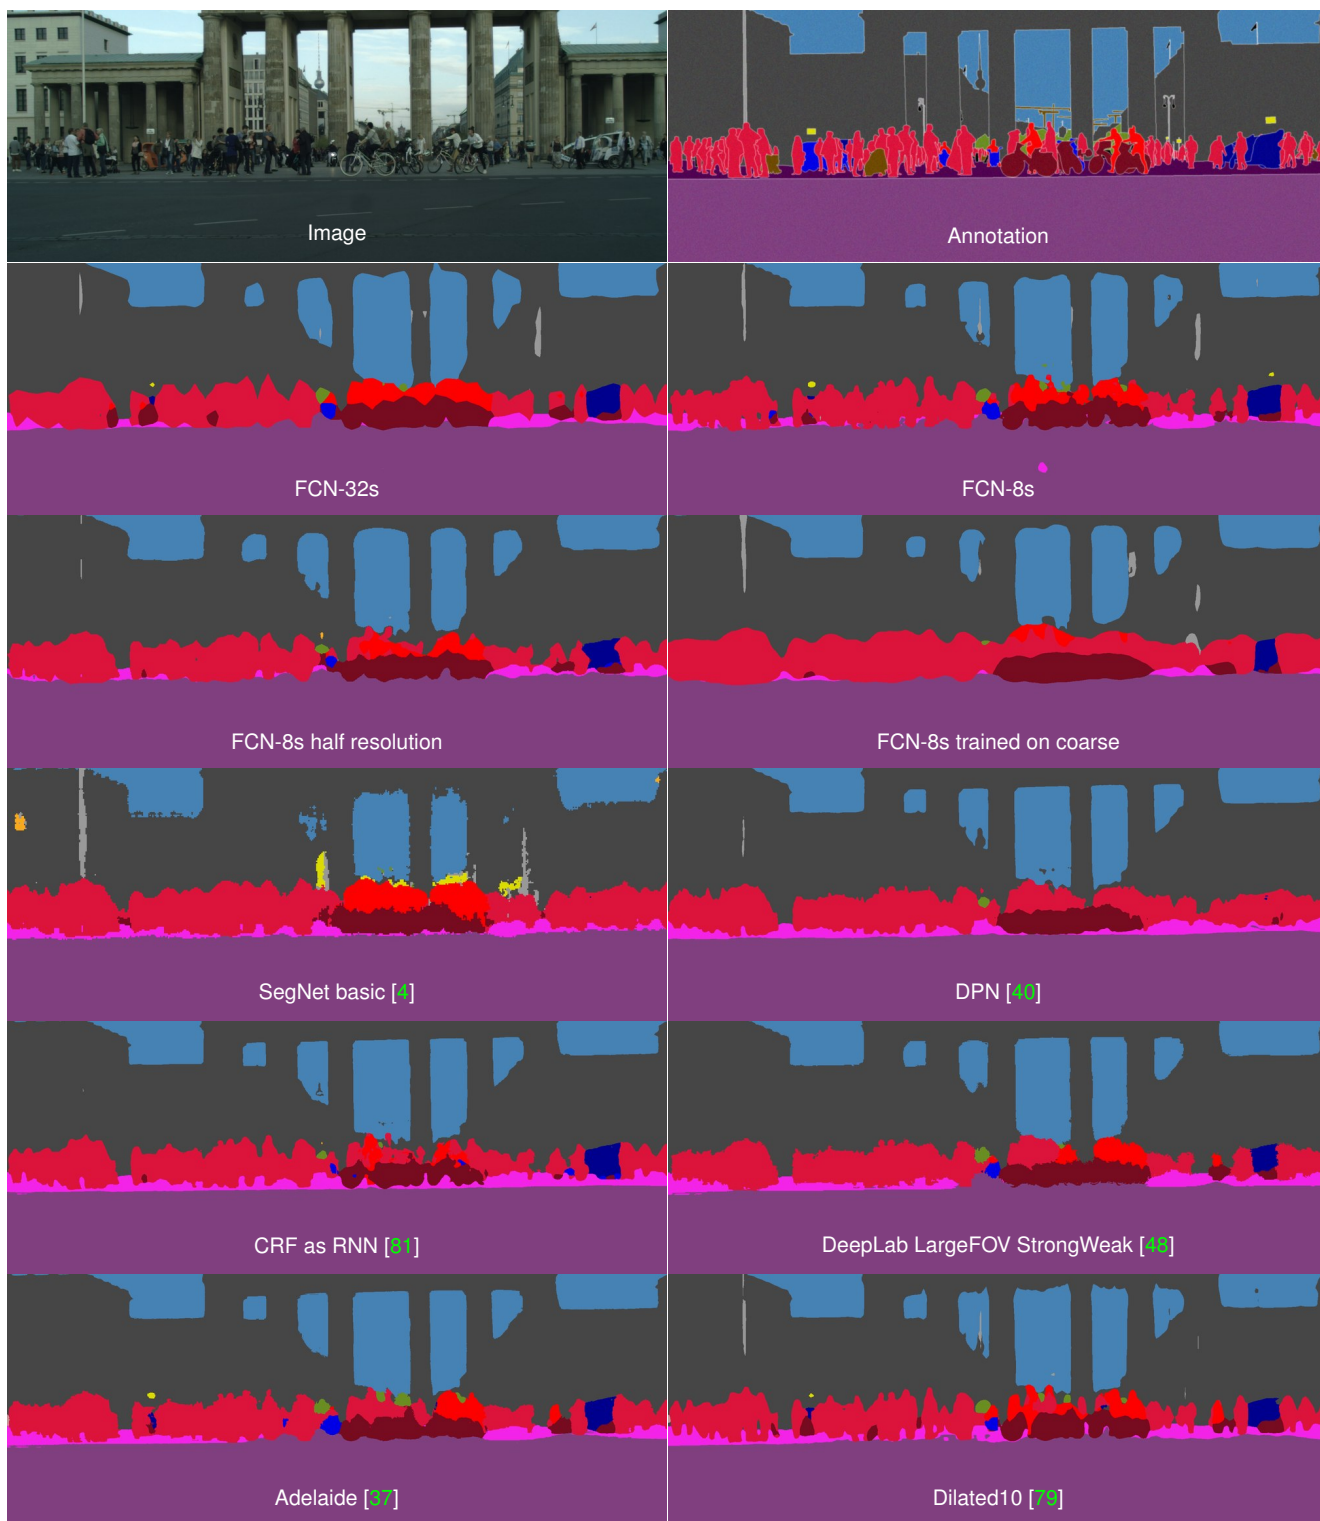 Image
Annotation
FCN-32s
FCN-8s
FCN-8s half resolution
FCN-8s trained on coarse
SegNet basic [4]
DPN [40]
CRF as RNN [81]
DeepLab LargeFOV StrongWeak [48]
Adelaide [37]
Dilated10 [79]